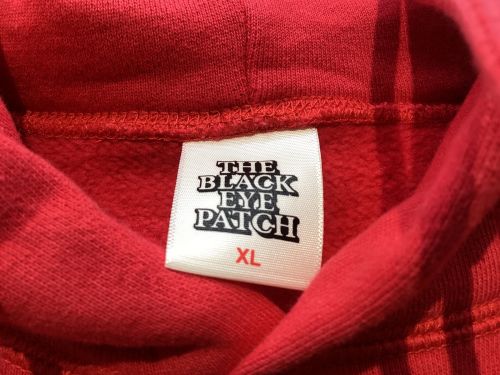 THE
BLACK
EYE
PATCH
XL